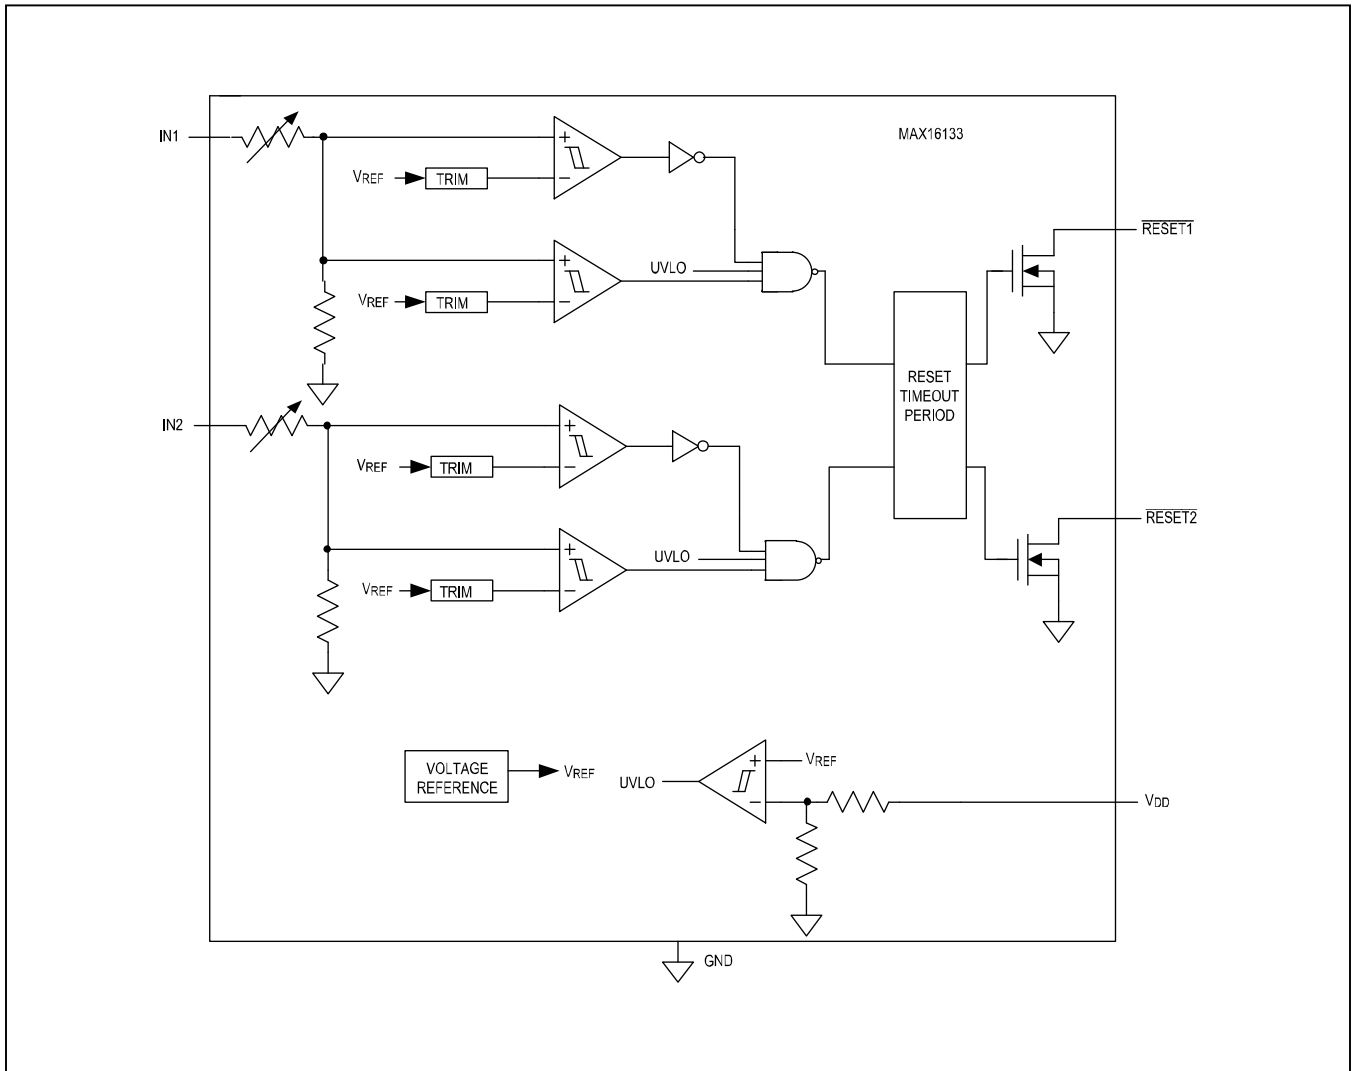 MAX16133
IN1
VREF
TRIM
RESET1
UVLO
VREF
TRIM
RESET
TIMEOUT
PERIOD
IN2
VREF
TRIM
RESET2
UVLO
VREF
TRIM
VOLTAGE
REFERENCE
VREF
UVLO
VREF
VDD
GND